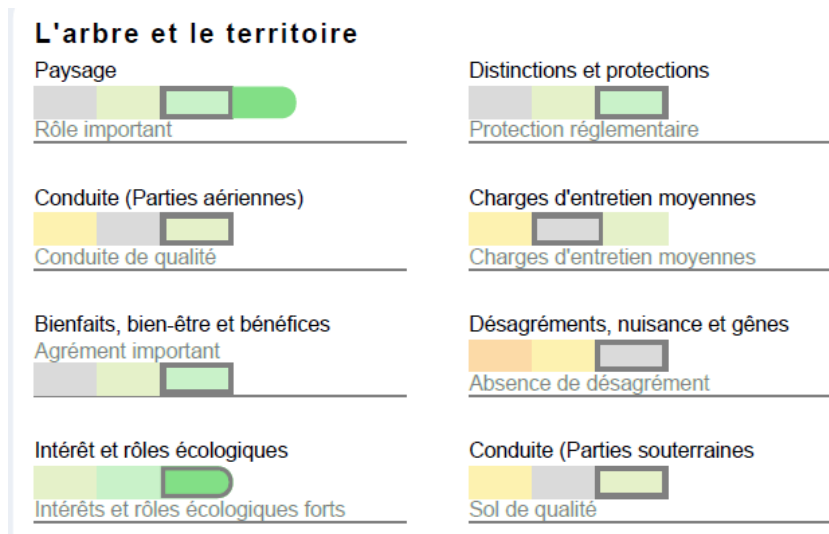 L'arbre et le territoire
Paysage
Rôle important
Distinctions et protections
Protection réglementaire
Conduite (Parties aériennes)
Conduite de qualité
Charges d'entretien moyennes
Charges d'entretien moyennes
Bienfaits, bien-être et bénéfices
Agrément important
Désagréments, nuisance et gênes
Absence de désagrément
Intérêt et rôles écologiques
Intérêts et rôles écologiques forts
Conduite (Parties souterraines
Sol de qualité